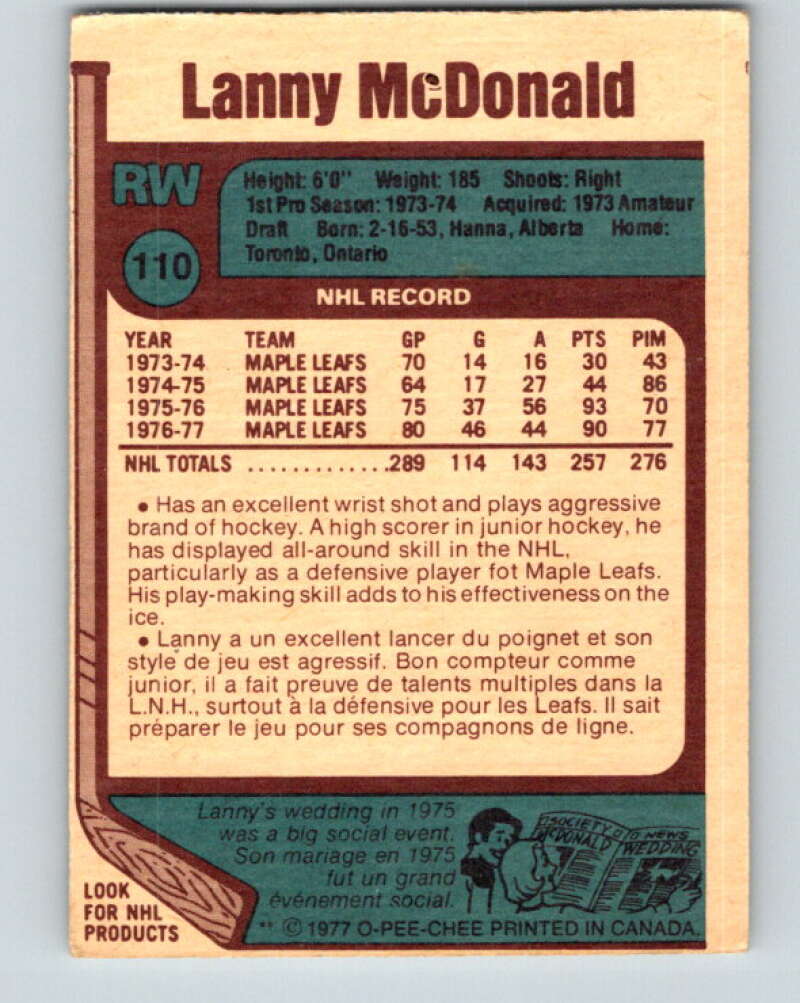 Lanny McDonald
RW
Height: 6'0" Weight: 185 Shoots: Right
1st Pro Season: 1973-74 Acquired: 1973 Amateur
Draft Born: 2-16-53, Hanna, Alberta Home:
Toronto, Ontario
110
NHL RECORD
YEAR TEAM GP G A PTS PIM
1973-74 MAPLE LEAFS 70 14 16 30 43
1974-75 MAPLE LEAFS 64 17 27 44 86
1975-76 MAPLE LEAFS 75 37 56 93 70
1976-77 MAPLE LEAFS 80 46 44 90 77
NHL TOTALS .............289 114 143 257 276
• Has an excellent wrist shot and plays aggressive
brand of hockey. A high scorer in junior hockey, he
has displayed all-around skill in the NHL,
particularly as a defensive player fot Maple Leafs.
His play-making skill adds to his effectiveness on the
ice.
• Lanny a un excellent lancer du poignet et son
style de jeu est agressif. Bon compteur comme
junior, il a fait preuve de talents multiples dans la
L.N.H., surtout à la défensive pour les Leafs. Il sait
préparer le jeu pour ses compagnons de ligne.
Lanny's wedding in 1975
was a big social event.
Son mariage en 1975
fut un grand
événement social.
SOCIETY NEWS
McDONALD WEDDING
LOOK
FOR NHL
PRODUCTS
** © 1977 O-PEE-CHEE PRINTED IN CANADA.